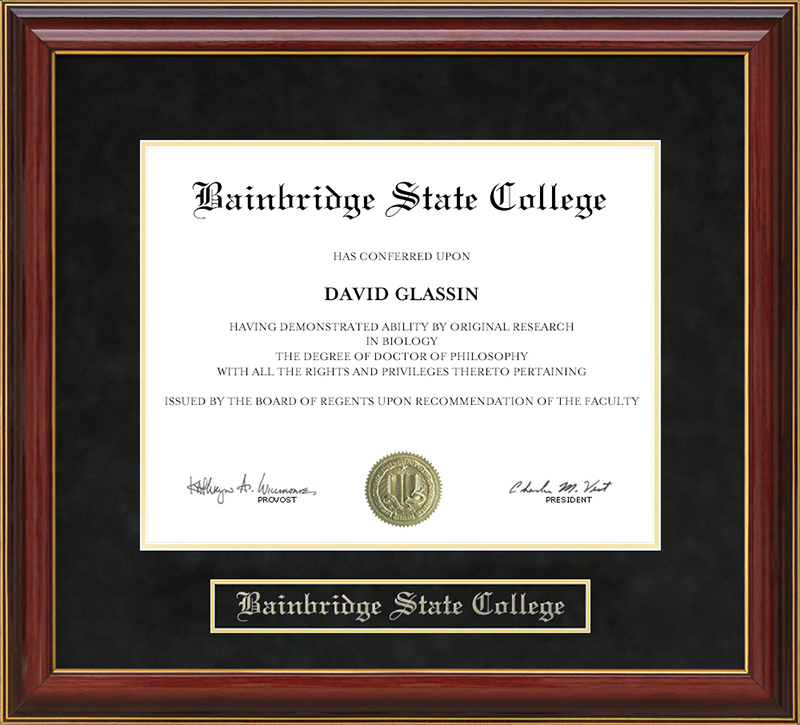 Bainbridge State College
HAS CONFERRED UPON
DAVID GLASSIN
HAVING DEMONSTRATED ABILITY BY ORIGINAL RESEARCH
IN BIOLOGY
THE DEGREE OF DOCTOR OF PHILOSOPHY
WITH ALL THE RIGHTS AND PRIVILEGES THERETO PERTAINING
ISSUED BY THE BOARD OF REGENTS UPON RECOMMENDATION OF THE FACULTY
Charles M. Vest
PROVOST
PRESIDENT
Bainbridge State College